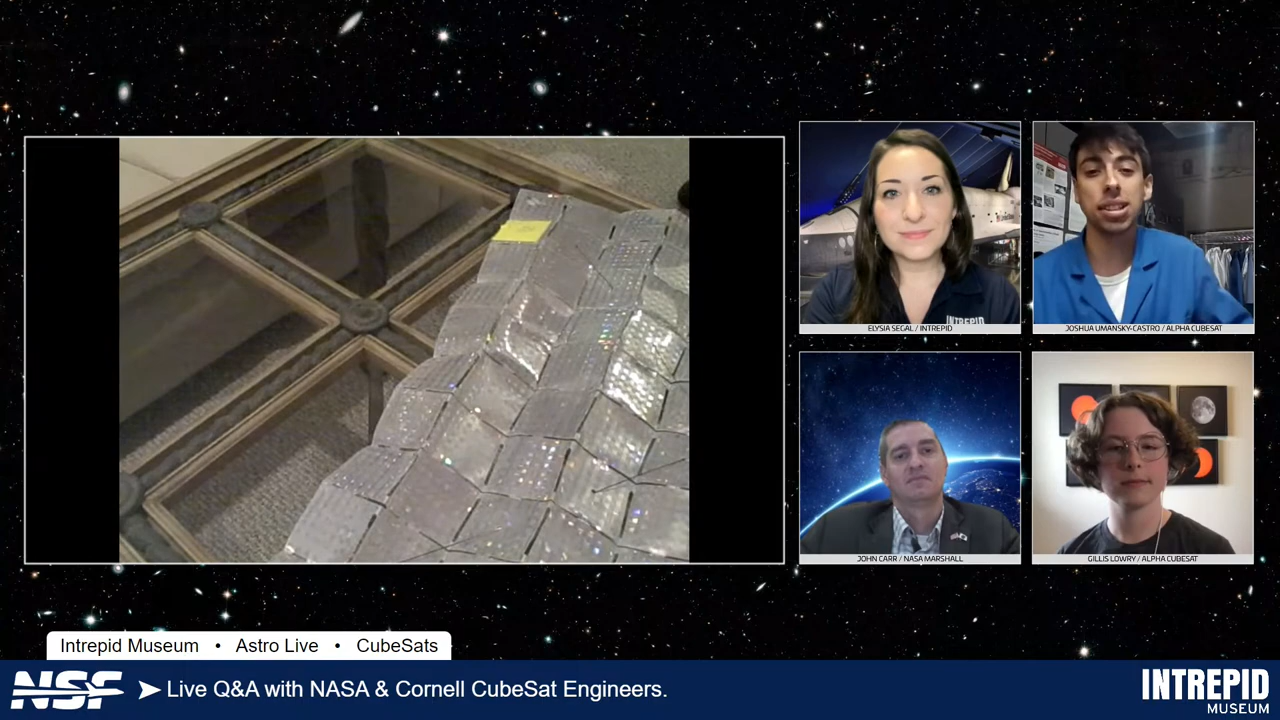 ELYSIA SEGAL / INTREPID
JOSHUA UMANSKY-CASTRO / ALPHA CUBESAT
INTREPID
JOHN CARR / NASA MARSHALL
GILLIS LOWRY / ALPHA CUBESAT
Intrepid Museum • Astro Live • CubeSats
NSF
Live Q&A with NASA & Cornell CubeSat Engineers.
INTREPID
MUSEUM